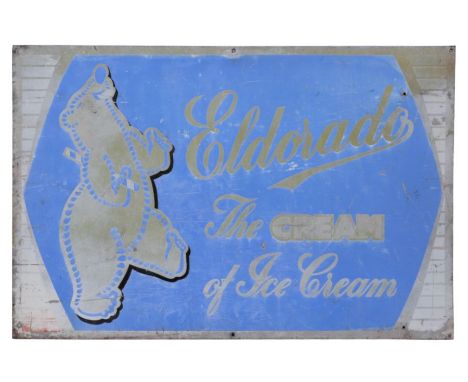 Eldorado
The CREAM
of Ice Cream